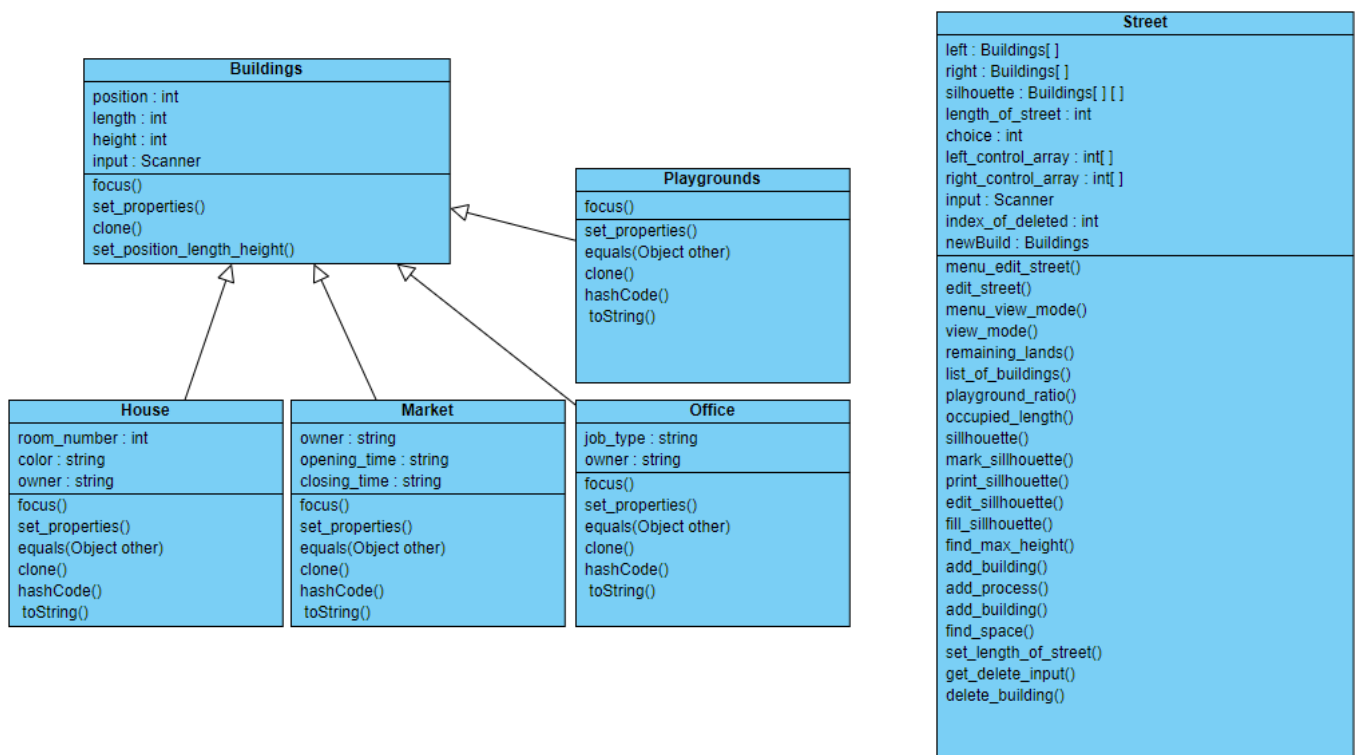 Buildings
position : int
length : int
height : int
input : Scanner
focus()
set_properties()
clone()
set_position_length_height()
Playgrounds
focus()
set_properties()
equals(Object other)
clone()
hashCode()
toString()
House
room_number : int
color : string
owner : string
focus()
set_properties()
equals(Object other)
clone()
hashCode()
toString()
Market
owner : string
opening_time : string
closing_time : string
focus()
set_properties()
equals(Object other)
clone()
hashCode()
toString()
Office
job_type : string
owner : string
focus()
set_properties()
equals(Object other)
clone()
hashCode()
toString()
Street
left : Buildings[ ]
right : Buildings[ ]
silhouette : Buildings[ ] [ ]
length_of_street : int
choice : int
left_control_array : int[ ]
right_control_array : int[ ]
input : Scanner
index_of_deleted : int
newBuild : Buildings
menu_edit_street()
edit_street()
menu_view_mode()
view_mode()
remaining_lands()
list_of_buildings()
playground_ratio()
occupied_length()
sillhouette()
mark_sillhouette()
print_sillhouette()
edit_sillhouette()
fill_sillhouette()
find_max_height()
add_building()
add_process()
add_building()
find_space()
set_length_of_street()
get_delete_input()
delete_building()